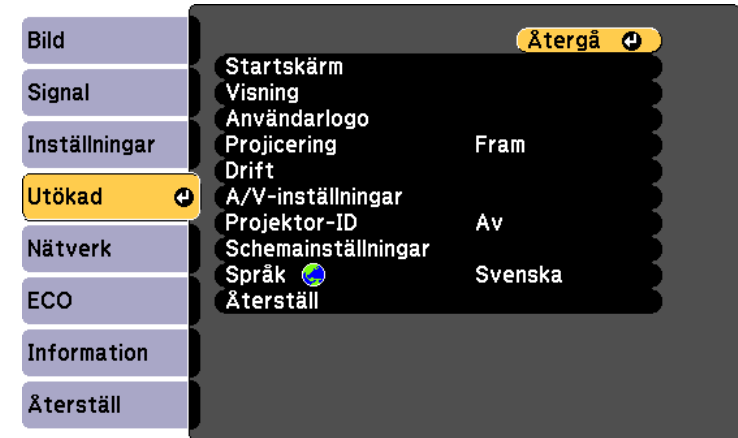 Bild
Signal
Inställningar
Utökad
Nätverk
ECO
Information
Återställ
Återgå
Startskärm
Visning
Användarlogo
Projicering Fram
Drift
A/V-inställningar
Projektor-ID Av
Schemainställningar
Språk Svenska
Återställ